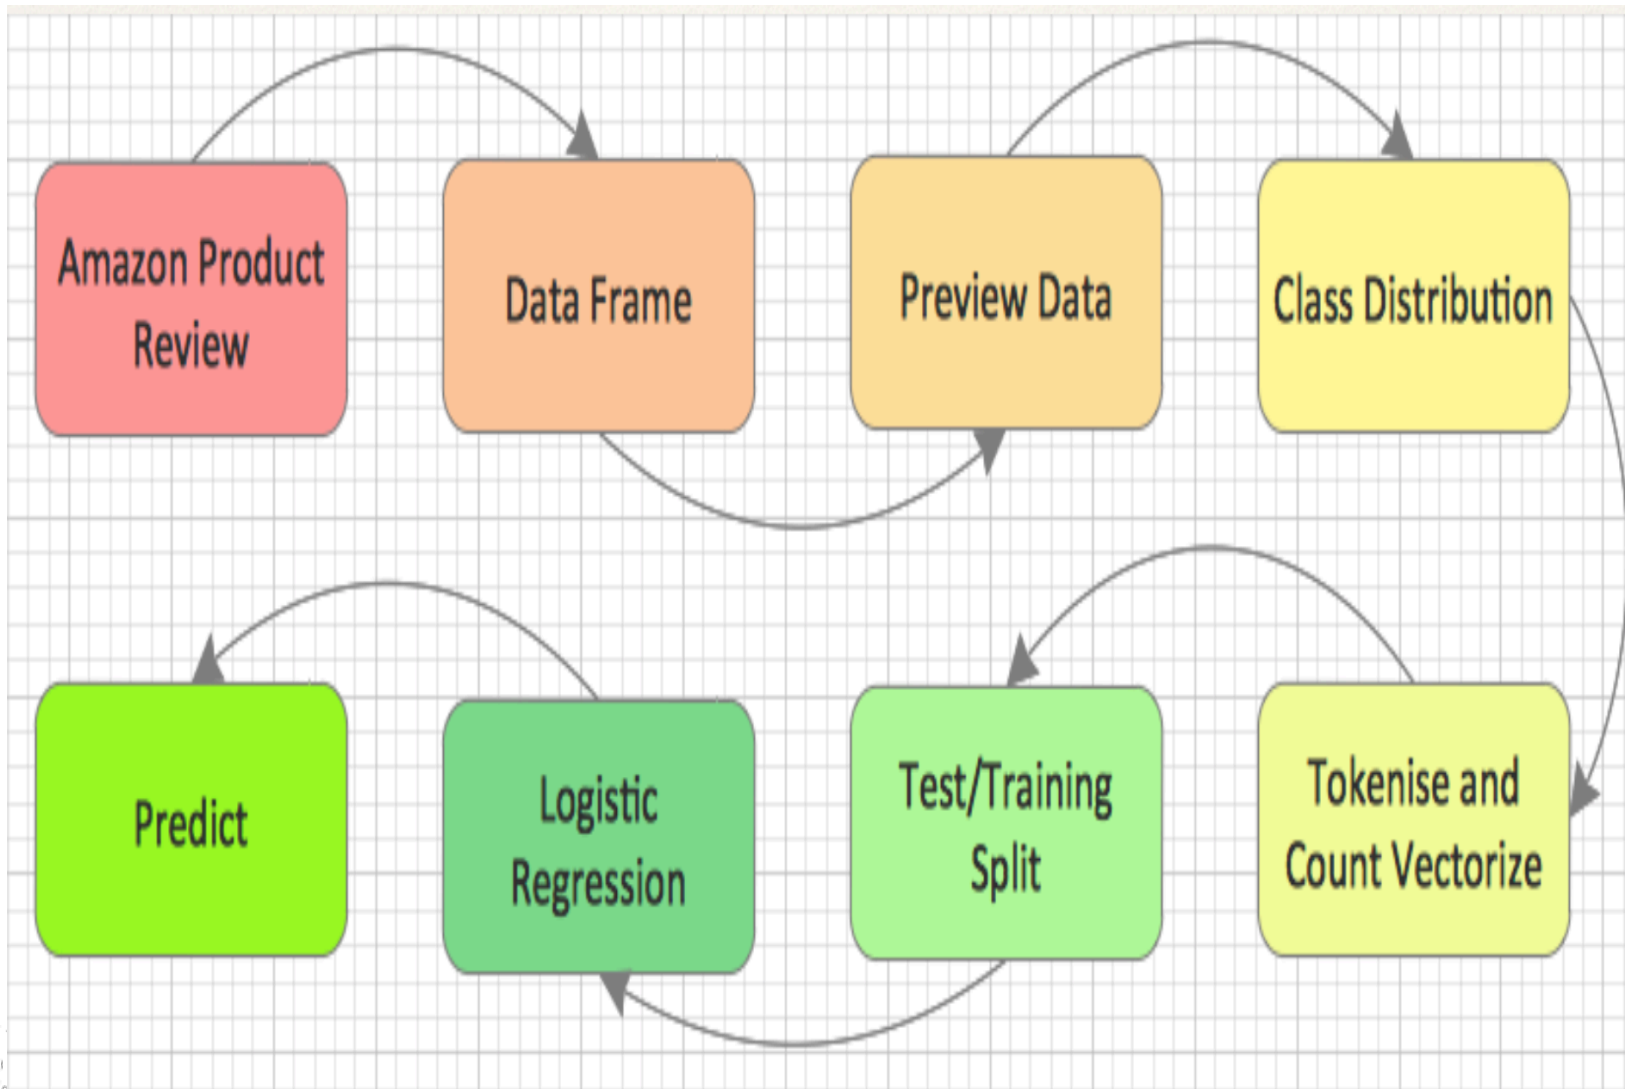 Amazon Product
Review
Data Frame
Preview Data
Class Distribution
Tokenise and
Count Vectorize
Test/Training
Split
Logistic
Regression
Predict